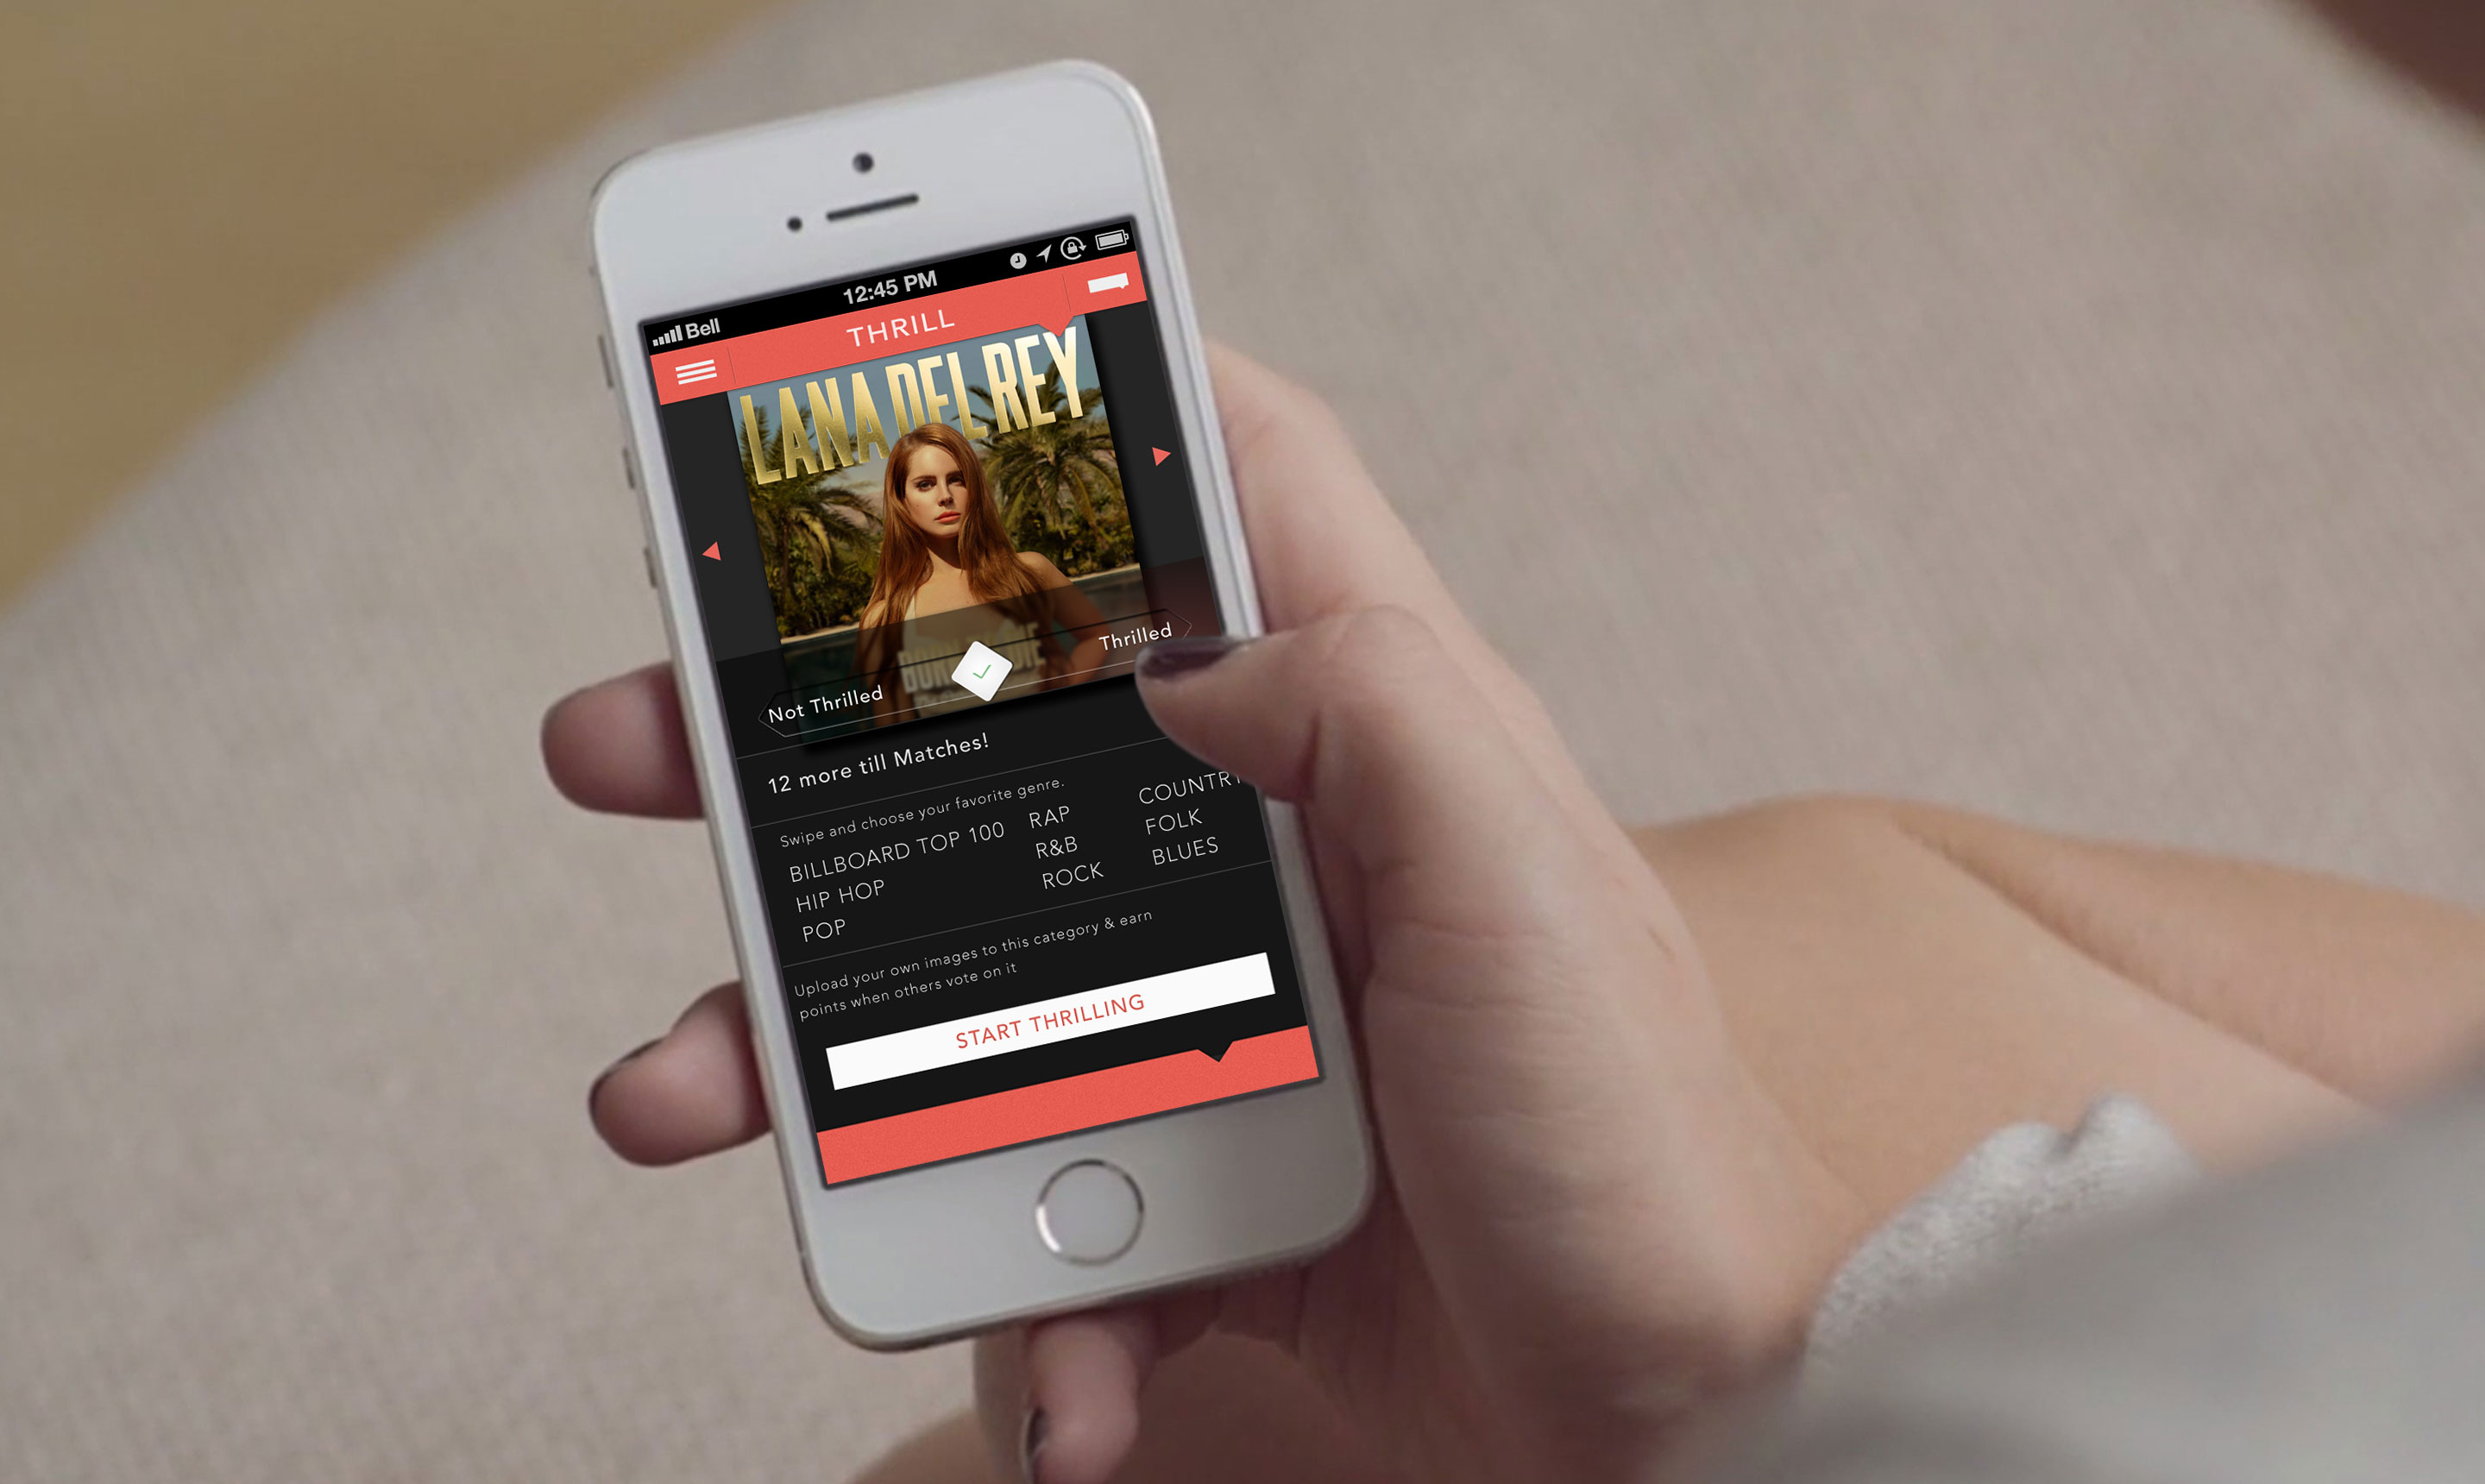 Bell
12:45 PM
THRILL
LANA DEL REY
Not Thrilled
Thrilled
12 more till Matches!
Swipe and choose your favorite genre.
BILLBOARD TOP 100
HIP HOP
POP
RAP
R&B
ROCK
COUNTRY
FOLK
BLUES
Upload your own images to this category & earn
points when others vote on it
START THRILLING